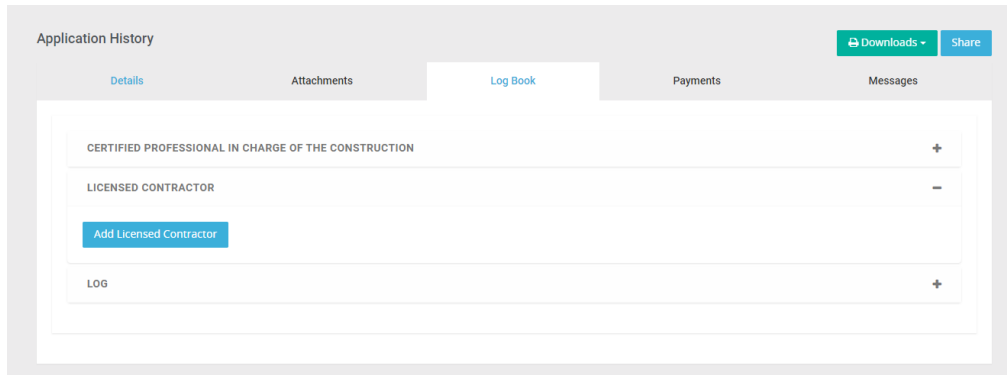 Application History
Downloads
Share
Details
Attachments
Log Book
Payments
Messages
CERTIFIED PROFESSIONAL IN CHARGE OF THE CONSTRUCTION
LICENSED CONTRACTOR
Add Licensed Contractor
LOG